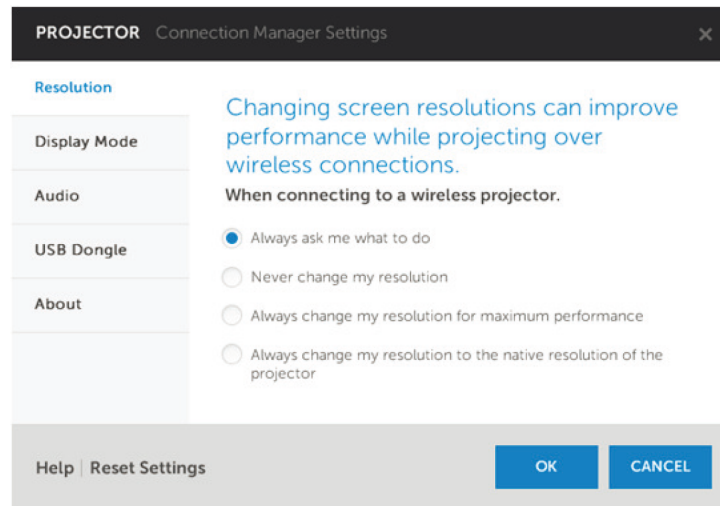 PROJECTOR Connection Manager Settings
Resolution
Display Mode
Audio
USB Dongle
About
Changing screen resolutions can improve
performance while projecting over
wireless connections.
When connecting to a wireless projector.
Always ask me what to do
Never change my resolution
Always change my resolution for maximum performance
Always change my resolution to the native resolution of the
projector
Help | Reset Settings
OK
CANCEL